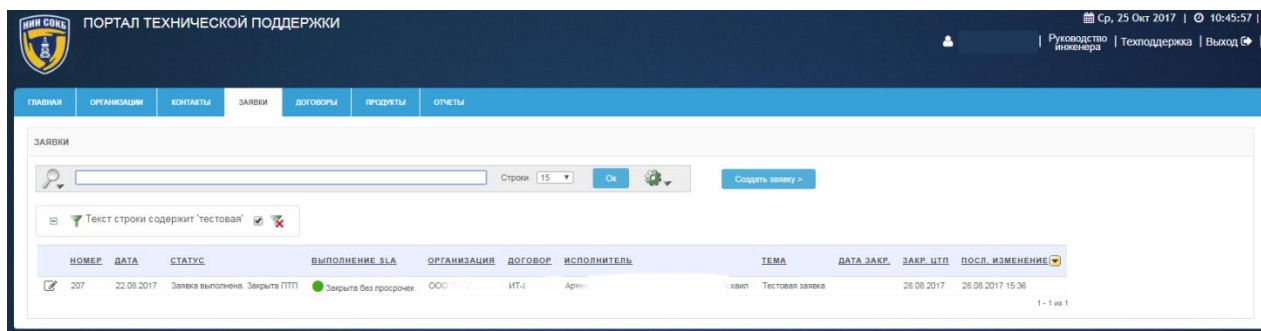 Ср, 25 Окт 2017 | 10:45:57 |
НИИ СОКБ
ПОРТАЛ ТЕХНИЧЕСКОЙ ПОДДЕРЖКИ
| Руководство инженера | Техподдержка | Выход |
ГЛАВНАЯ ОРГАНИЗАЦИИ КОНТАКТЫ ЗАЯВКИ ДОГОВОРЫ ПРОДУКТЫ ОТЧЕТЫ
ЗАЯВКИ
Строки 15 Ок Создать заявку >
Текст строки содержит 'тестовая'
НОМЕР ДАТА СТАТУС ВЫПОЛНЕНИЕ SLA ОРГАНИЗАЦИЯ ДОГОВОР ИСПОЛНИТЕЛЬ ТЕМА ДАТА ЗАКР. ЗАКР. ЦТП ПОСЛ. ИЗМЕНЕНИЕ
207 22.08.2017 Заявка выполнена. Закрыта ПТП Закрыта без просрочек ООО Тестовая заявка 28.08.2017 28.08.2017 15:36
1 - 1 из 1